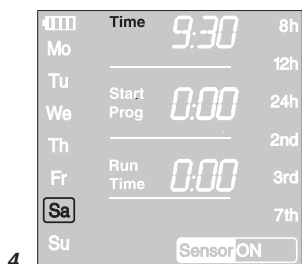 Time 9:30 8h
Mo
12h
Tu
Start
Prog 0:00 24h
We
Th 2nd
Run
Time 0:00
Fr 3rd
Sa 7th
Su
Sensor ON
4